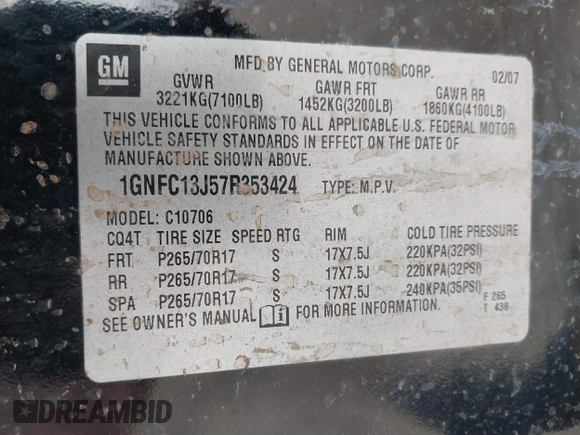 GM ®
MFD BY GENERAL MOTORS CORP. 02/07
GVWR GAWR FRT GAWR RR
3221KG(7100LB) 1452KG(3200LB) 1860KG(4100LB)
THIS VEHICLE CONFORMS TO ALL APPLICABLE U.S. FEDERAL MOTOR
VEHICLE SAFETY STANDARDS IN EFFECT ON THE DATE OF
MANUFACTURE SHOWN ABOVE.
1GNFC13J57R353424 TYPE: M.P.V.
MODEL: C10706
CQ4T TIRE SIZE SPEED RTG RIM COLD TIRE PRESSURE
FRT P265/70R17 S 17X7.5J 220KPA(32PSI)
RR P265/70R17 S 17X7.5J 220KPA(32PSI)
SPA P265/70R17 S 17X7.5J 240KPA(35PSI)
SEE OWNER'S MANUAL FOR MORE INFORMATION.
F 265
T 438
DREAMBID